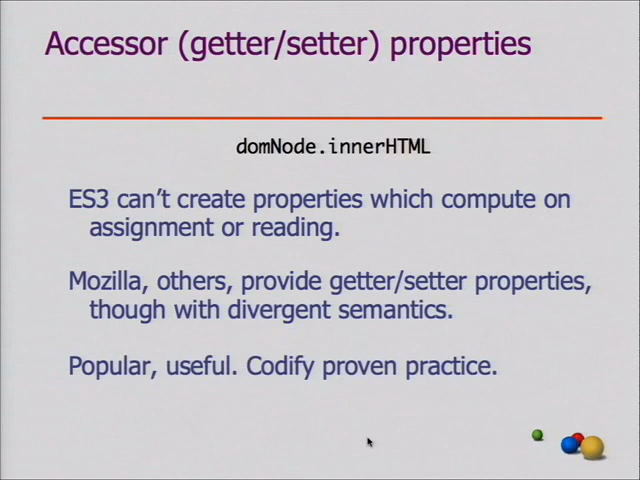 Accessor (getter/setter) properties
domNode.innerHTML
ES3 can’t create properties which compute on
assignment or reading.
Mozilla, others, provide getter/setter properties,
though with divergent semantics.
Popular, useful. Codify proven practice.